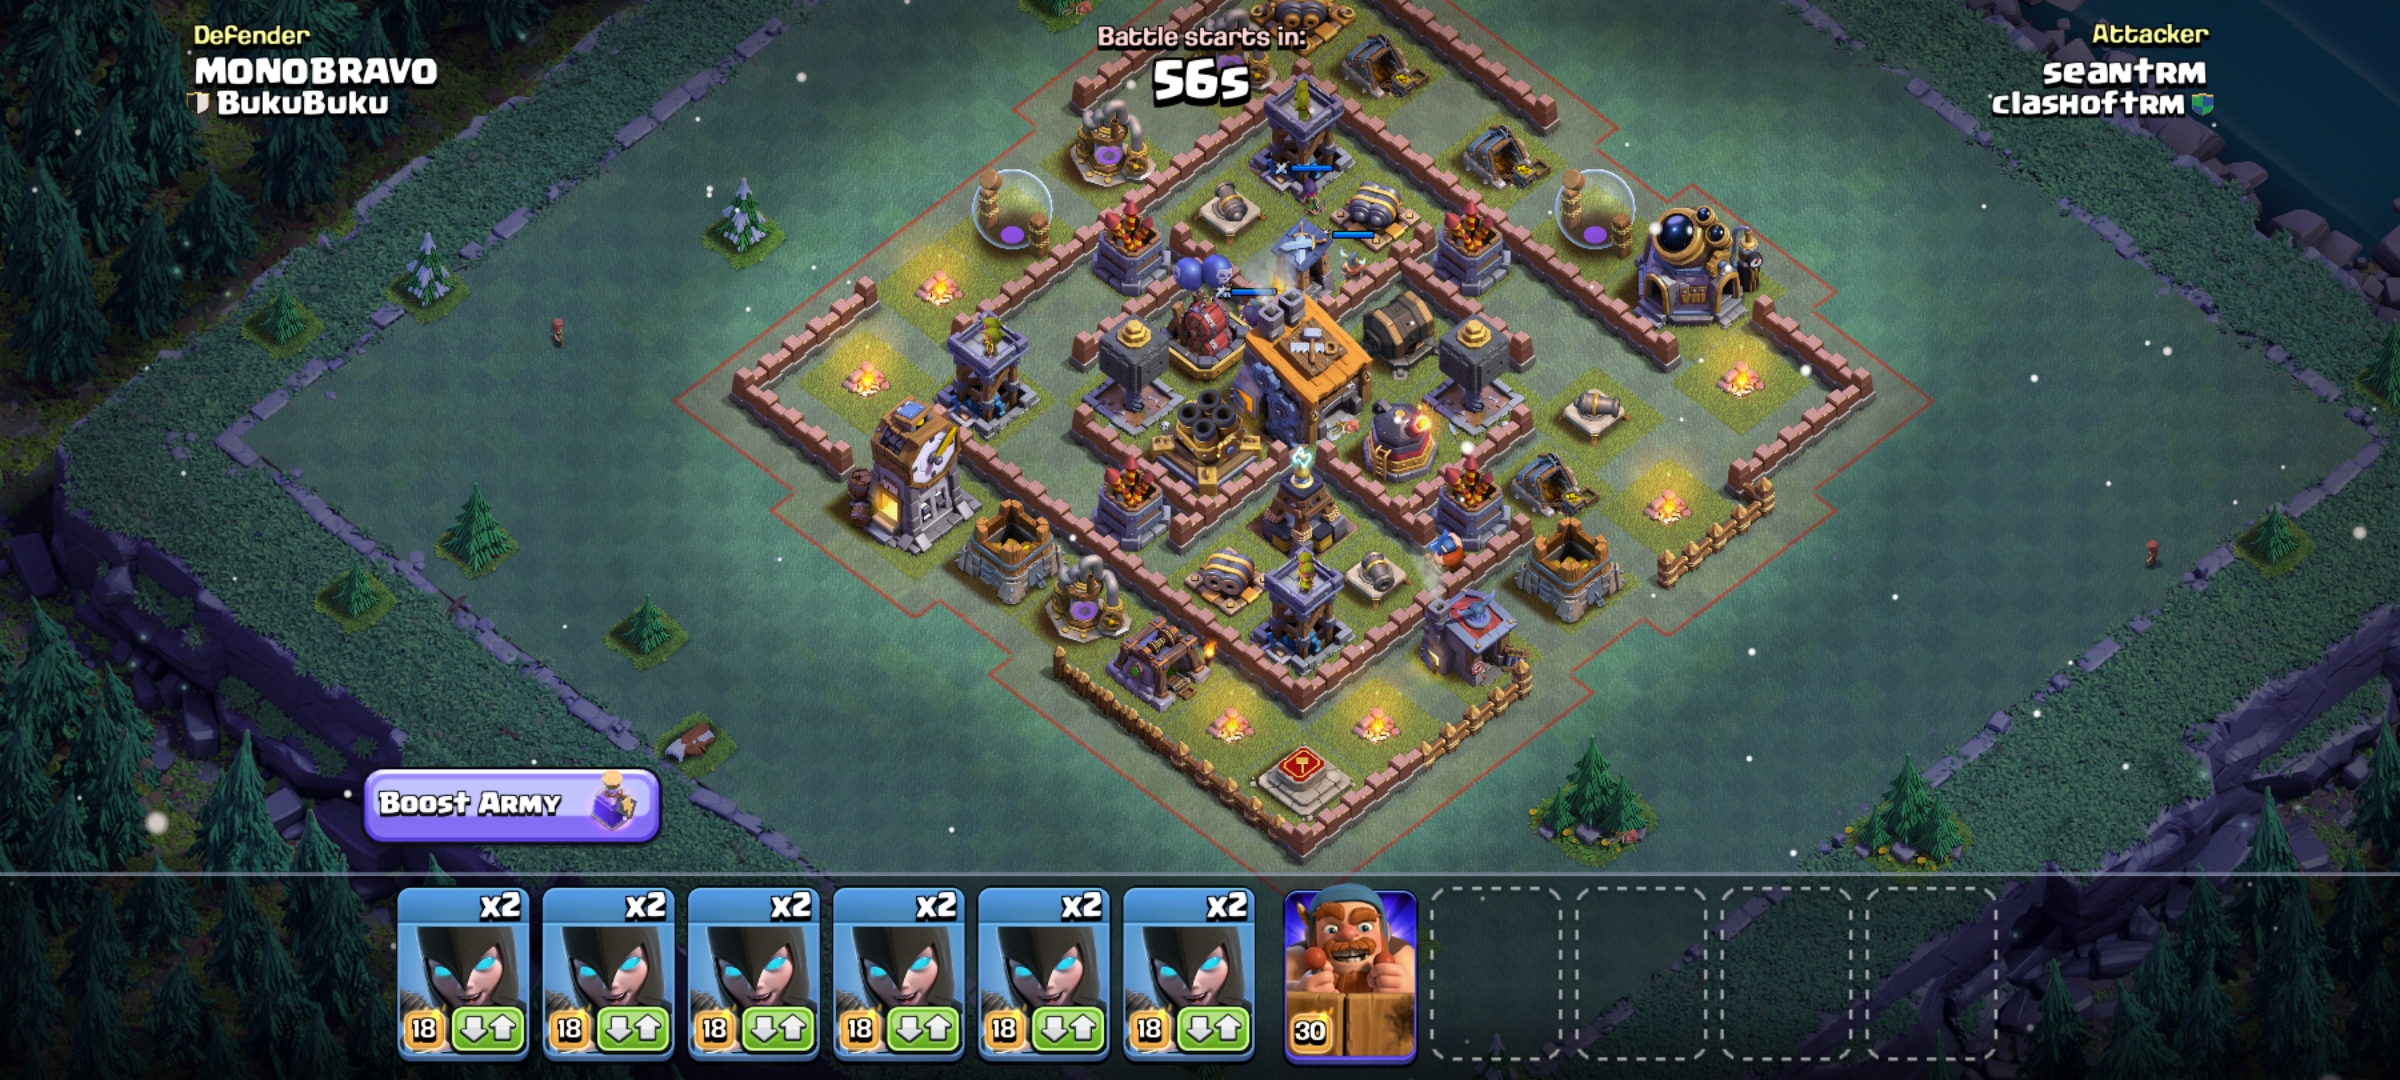 Defender
MONOBRAVO
BukuBuku
Battle starts in:
56s
Attacker
seantRM
clashoftRM
Boost Army
x2
x2
x2
x2
x2
x2
18
18
18
18
18
18
30